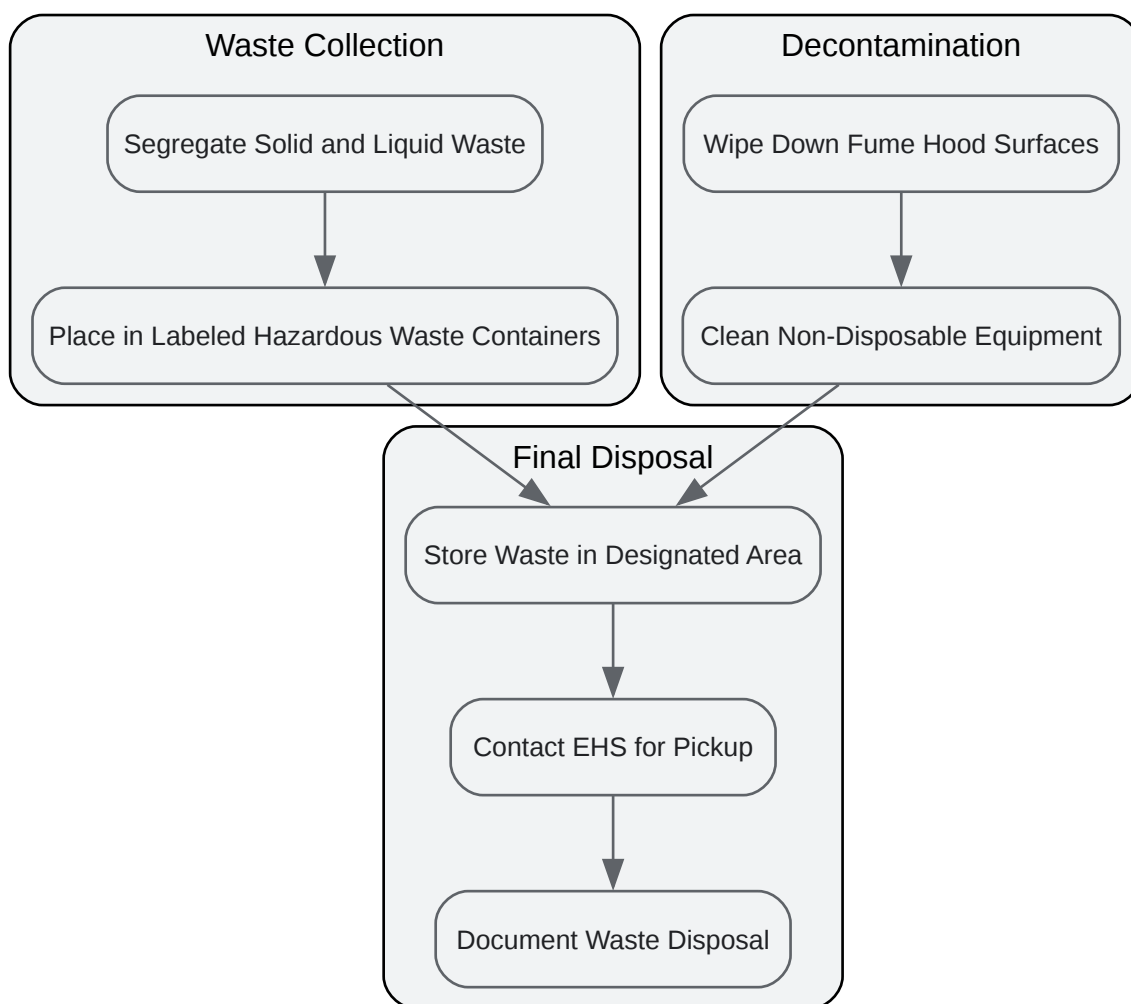 Waste Collection
Segregate Solid and Liquid Waste
Place in Labeled Hazardous Waste Containers
Decontamination
Wipe Down Fume Hood Surfaces
Clean Non-Disposable Equipment
Final Disposal
Store Waste in Designated Area
Contact EHS for Pickup
Document Waste Disposal